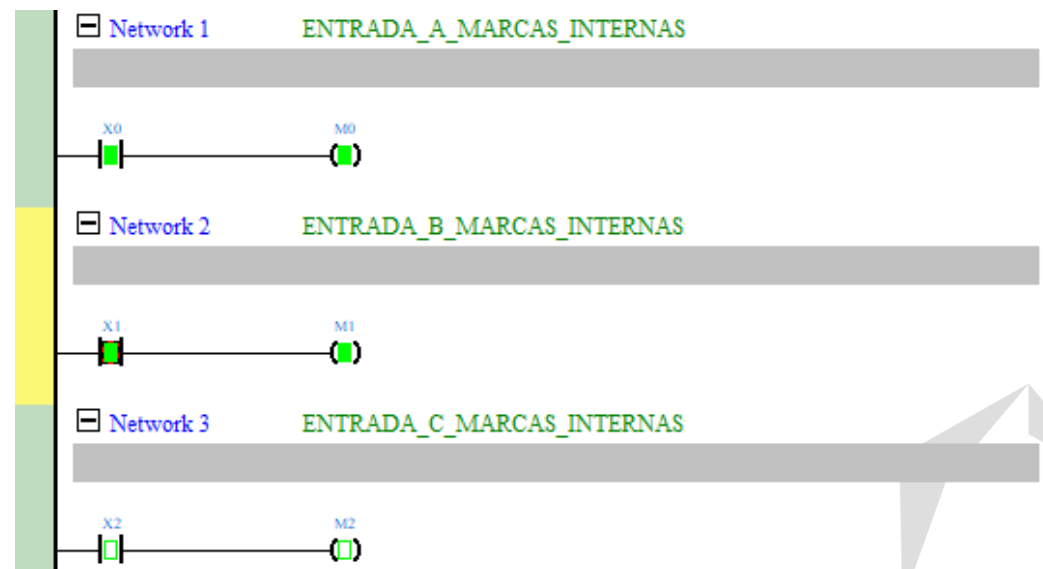 Network 1 ENTRADA_A_MARCAS_INTERNAS
X0 M0
Network 2 ENTRADA_B_MARCAS_INTERNAS
X1 M1
Network 3 ENTRADA_C_MARCAS_INTERNAS
X2 M2